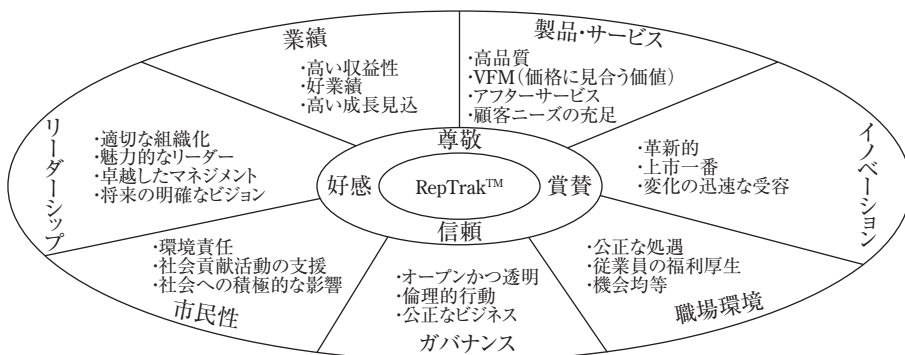 業績
・高い収益性
・好業績
・高い成長見込
製品・サービス
・高品質
・VFM(価格に見合う価値)
・アフターサービス
・顧客ニーズの充足
イノベーション
・革新的
・上市一番
・変化の迅速な受容
職場環境
・公正な処遇
・従業員の福利厚生
・機会均等
ガバナンス
・オープンかつ透明
・倫理的行動
・公正なビジネス
市民性
・環境責任
・社会貢献活動の支援
・社会への積極的な影響
リーダーシップ
・適切な組織化
・魅力的なリーダー
・卓越したマネジメント
・将来の明確なビジョン
尊敬
好感
RepTrak™
賞賛
信頼